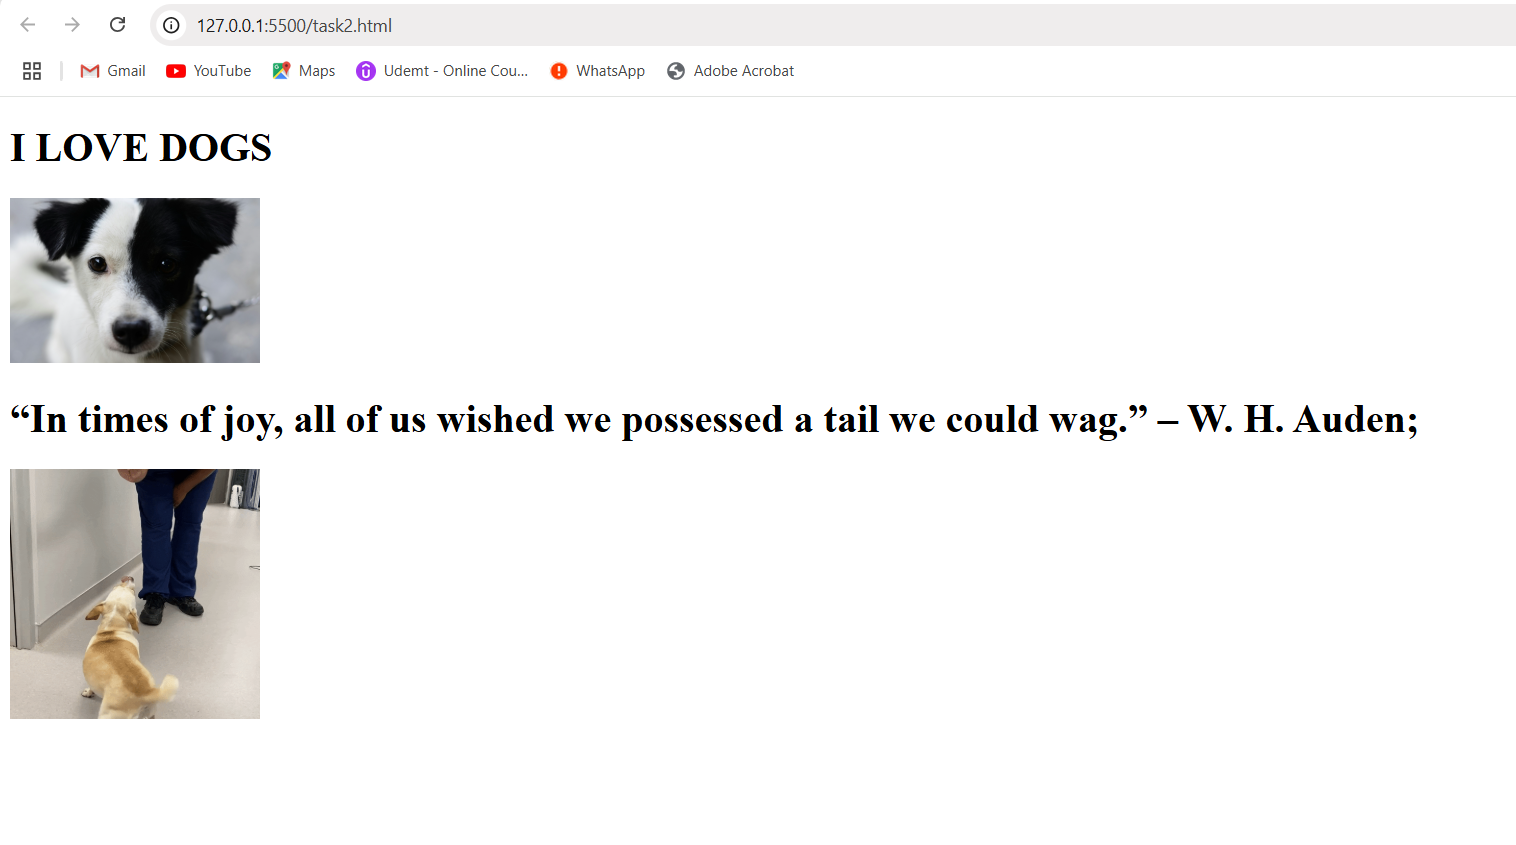 127.0.0.1:5500/task2.html
Gmail YouTube Maps Udemt - Online Cou... WhatsApp Adobe Acrobat
I LOVE DOGS
“In times of joy, all of us wished we possessed a tail we could wag.” – W. H. Auden;